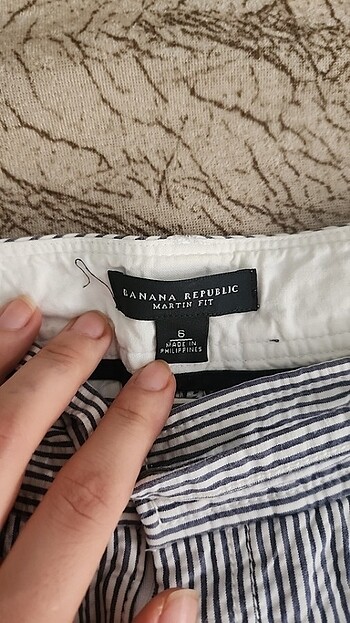 BANANA REPUBLIC
MARTIN FIT
6
MADE IN
PHILIPPINES